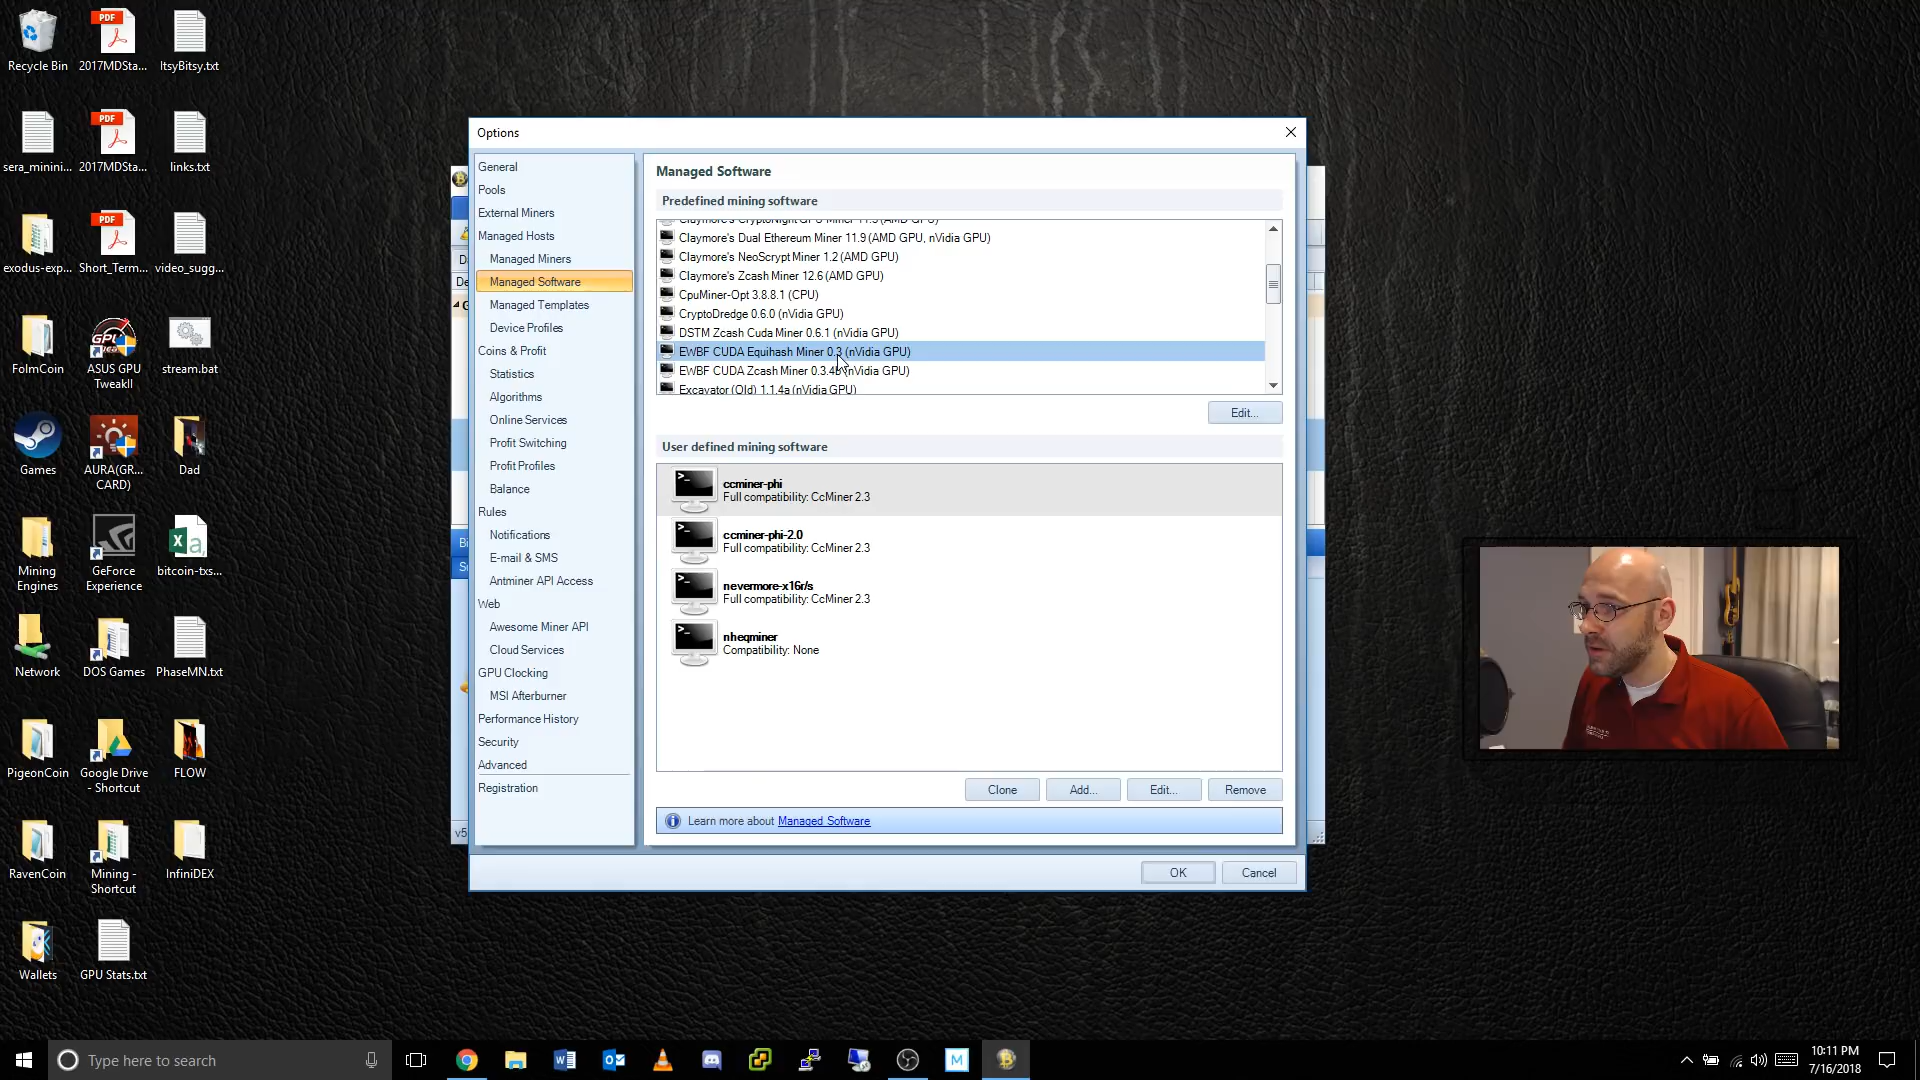 Recycle Bin
2017MDSta...
ItsyBitsy.txt
sera_minini...
2017MDSta...
links.txt
exodus-exp...
Short_Term...
video_sugg...
FolmCoin
ASUS GPU
TweakII
stream.bat
Games
AURA(GR...
CARD)
Dad
Mining
Engines
GeForce
Experience
bitcoin-txs...
Network
DOS Games
PhaseMN.txt
PigeonCoin
Google Drive
- Shortcut
FLOW
RavenCoin
Mining -
Shortcut
InfiniDEX
Wallets
GPU Stats.txt
Options
General
Pools
External Miners
Managed Hosts
Managed Miners
Managed Software
Managed Templates
Device Profiles
Coins & Profit
Statistics
Algorithms
Online Services
Profit Switching
Profit Profiles
Balance
Rules
Notifications
E-mail & SMS
Antminer API Access
Web
Awesome Miner API
Cloud Services
GPU Clocking
MSI Afterburner
Performance History
Security
Advanced
Registration
Managed Software
Predefined mining software
Claymore's CryptoNight GPU Miner 11.3 (AMD GPU)
Claymore's Dual Ethereum Miner 11.9 (AMD GPU, nVidia GPU)
Claymore's NeoScrypt Miner 1.2 (AMD GPU)
Claymore's Zcash Miner 12.6 (AMD GPU)
CpuMiner-Opt 3.8.8.1 (CPU)
CryptoDredge 0.6.0 (nVidia GPU)
DSTM Zcash Cuda Miner 0.6.1 (nVidia GPU)
EWBF CUDA Equihash Miner 0.3 (nVidia GPU)
EWBF CUDA Zcash Miner 0.3.4b (nVidia GPU)
Excavator (Old) 1.1.4a (nVidia GPU)
Edit...
User defined mining software
ccminer-phi
Full compatibility: CcMiner 2.3
ccminer-phi-2.0
Full compatibility: CcMiner 2.3
nevermore-x16r/s
Full compatibility: CcMiner 2.3
nheqminer
Compatibility: None
Clone
Add...
Edit...
Remove
Learn more about Managed Software
OK
Cancel
v5
Type here to search
10:11 PM
7/16/2018